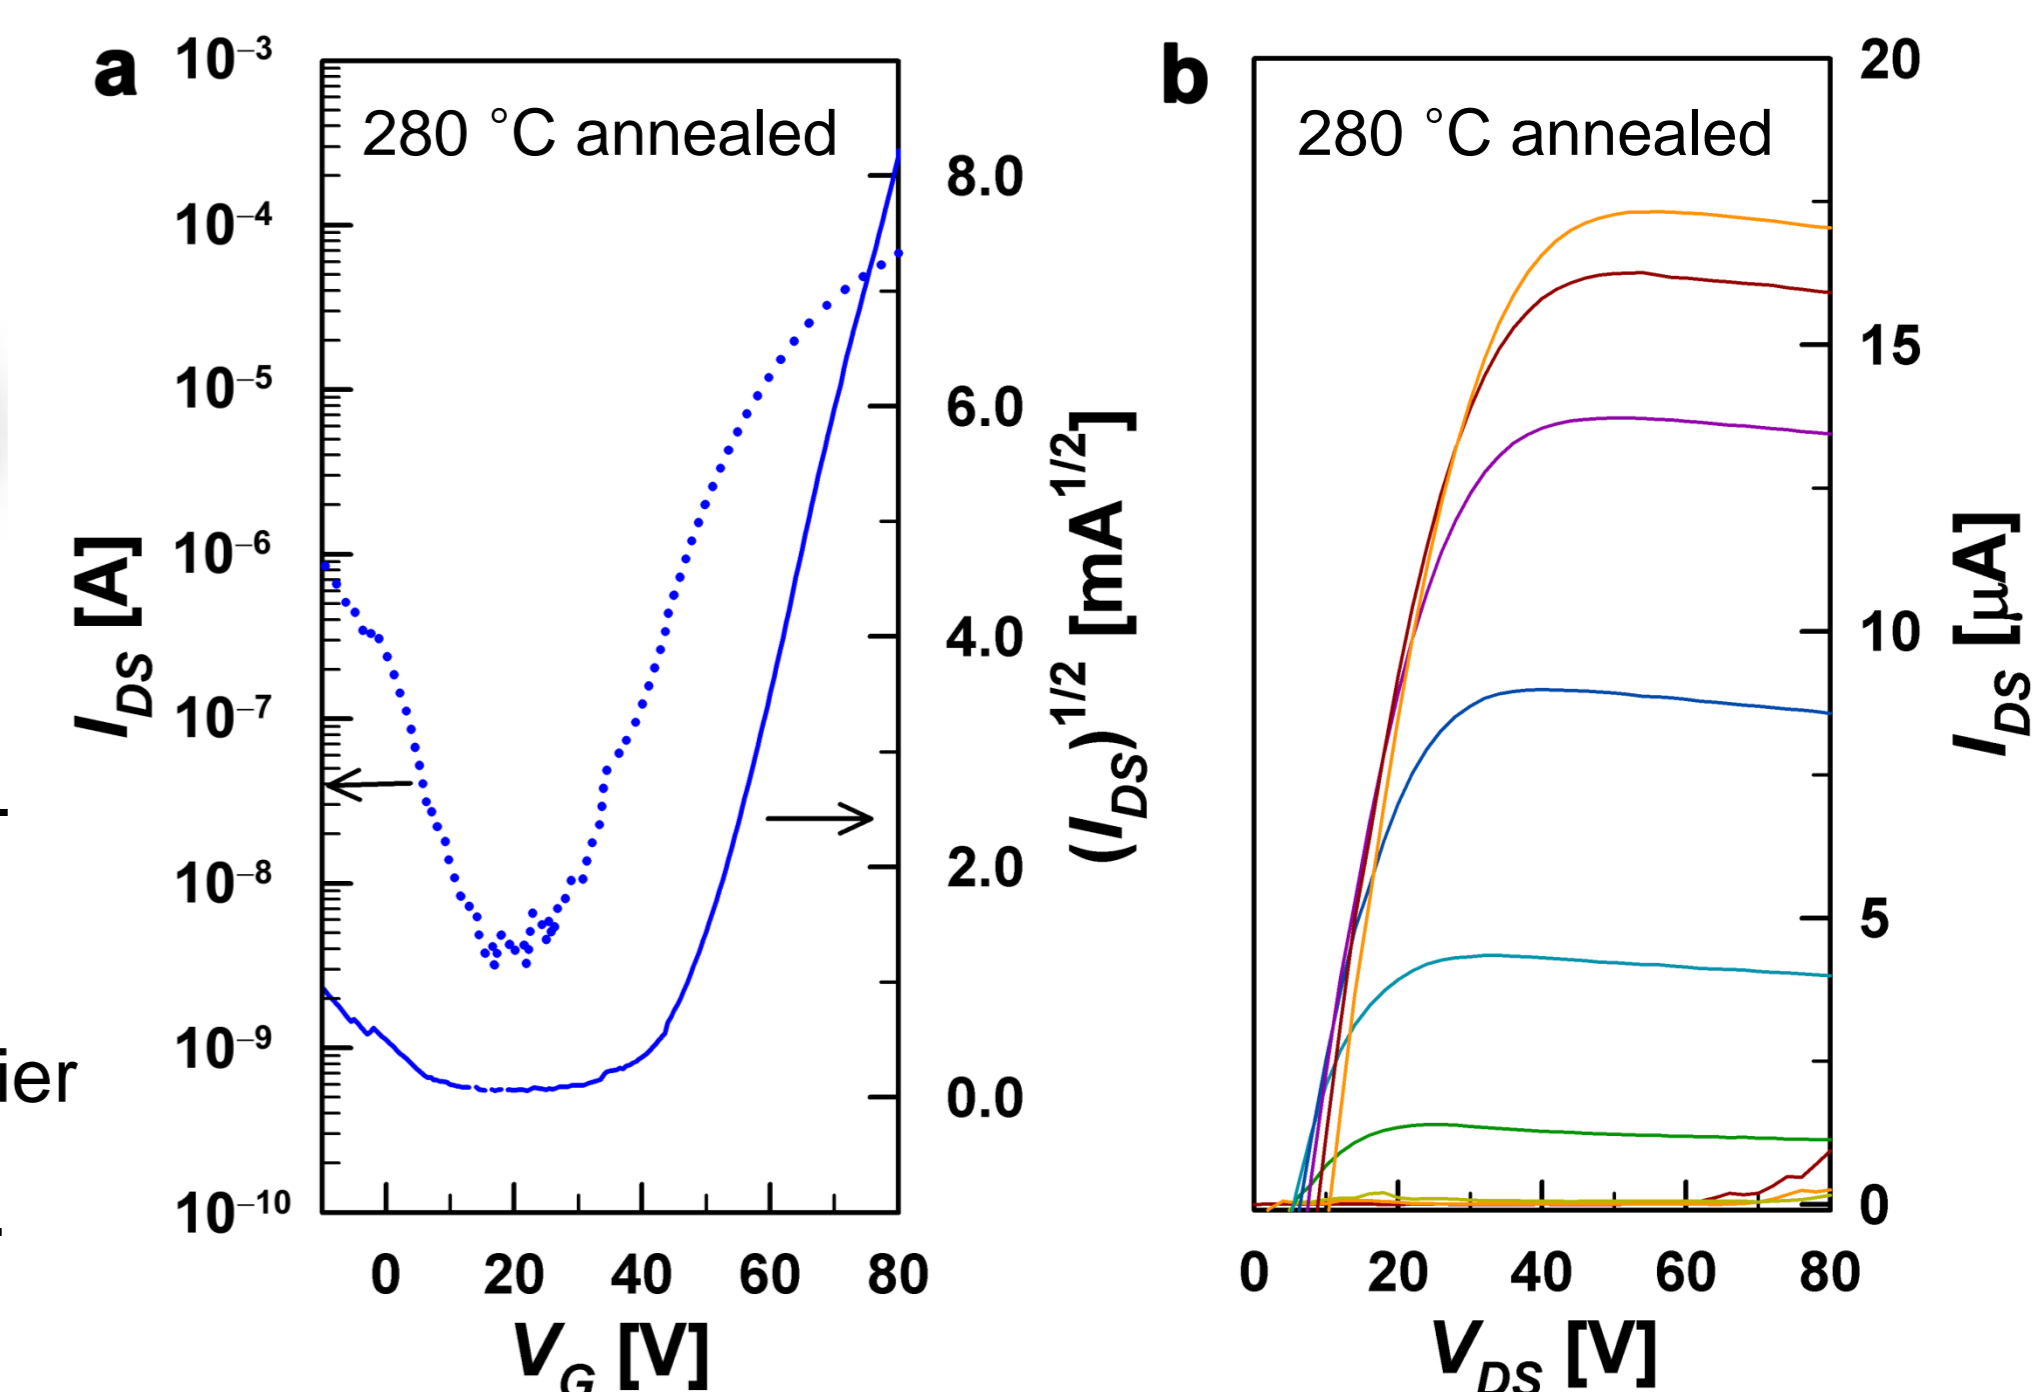 a
280 °C annealed
10⁻³
10⁻⁴
10⁻⁵
10⁻⁶
10⁻⁷
10⁻⁸
10⁻⁹
10⁻¹⁰
I_DS [A]
8.0
6.0
4.0
2.0
0.0
(I_DS)^1/2 [mA^1/2]
0 20 40 60 80
V_G [V]
b
280 °C annealed
20
15
10
5
0
I_DS [μA]
0 20 40 60 80
V_DS [V]
ier